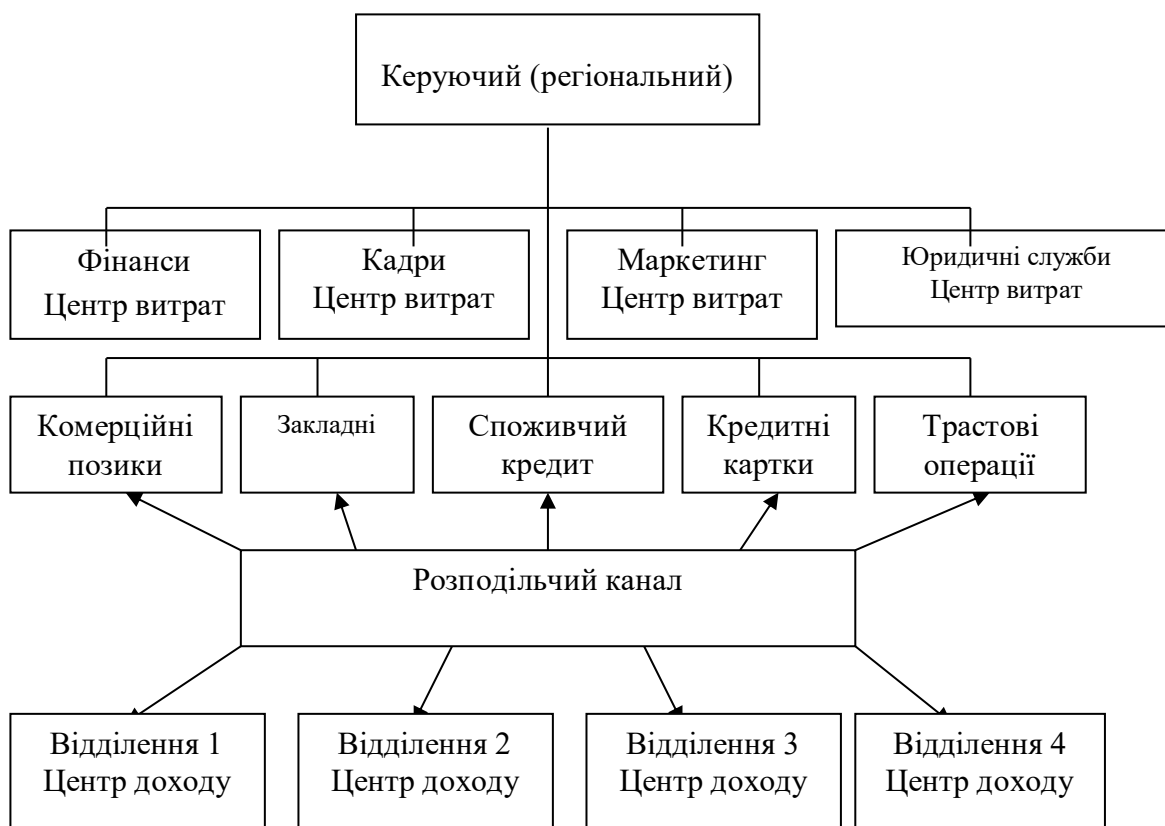 Керуючий (регіональний)
Фінанси
Центр витрат
Кадри
Центр витрат
Маркетинг
Центр витрат
Юридичні служби
Центр витрат
Комерційні
позики
Закладні
Споживчий
кредит
Кредитні
картки
Трастові
операції
Розподільчий канал
Відділення 1
Центр доходу
Відділення 2
Центр доходу
Відділення 3
Центр доходу
Відділення 4
Центр доходу